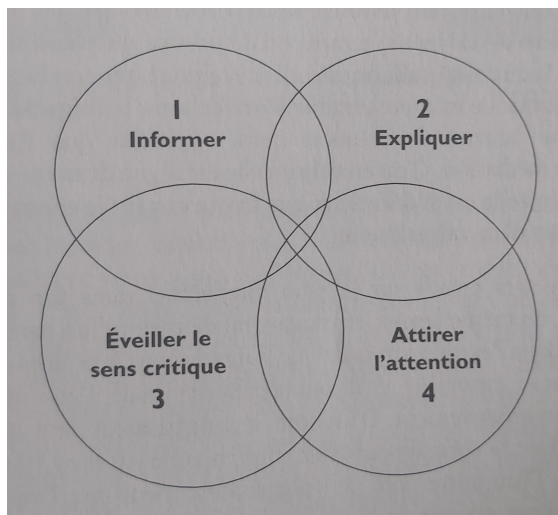 1
Informer
2
Expliquer
Éveiller le
sens critique
3
Attirer
l'attention
4